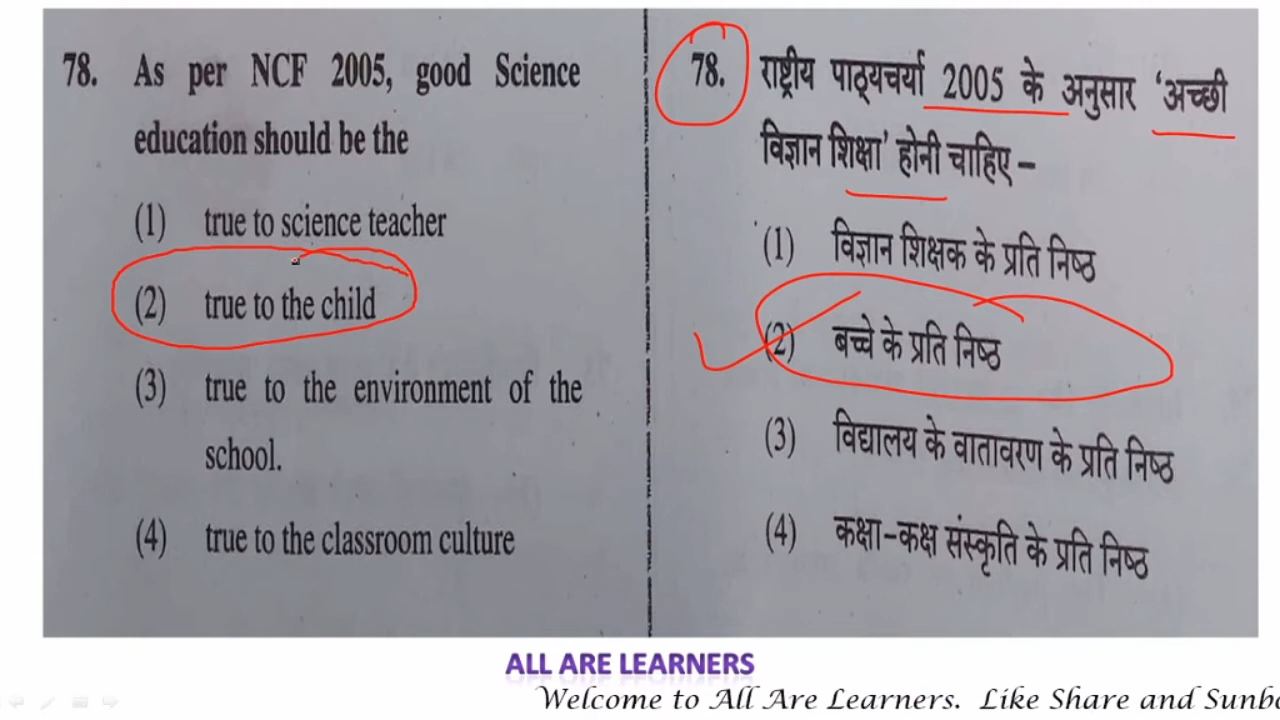 78. As per NCF 2005, good Science
education should be the
(1) true to science teacher
(2) true to the child
(3) true to the environment of the
school.
(4) true to the classroom culture
78. राष्ट्रीय पाठ्यचर्या 2005 के अनुसार ‘अच्छी
विज्ञान शिक्षा’ होनी चाहिए –
(1) विज्ञान शिक्षक के प्रति निष्ठ
(2) बच्चे के प्रति निष्ठ
(3) विद्यालय के वातावरण के प्रति निष्ठ
(4) कक्षा-कक्ष संस्कृति के प्रति निष्ठ
ALL ARE LEARNERS
Welcome to All Are Learners. Like Share and Sunbc